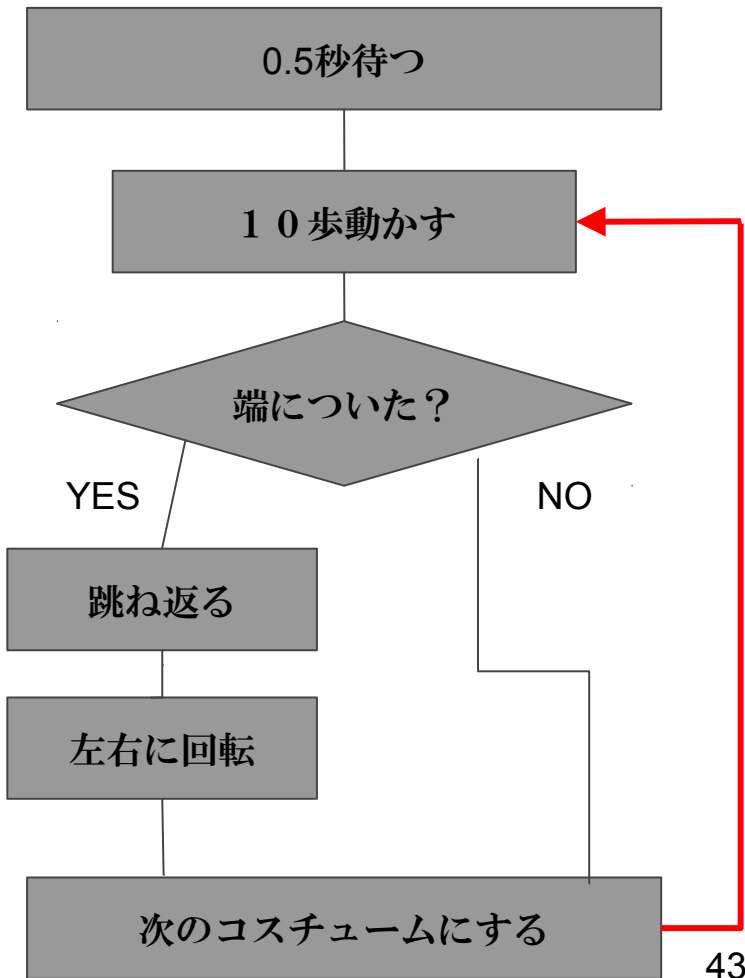 0.5秒待つ
１０歩動かす
端についた？
YES
NO
跳ね返る
左右に回転
次のコスチュームにする
43